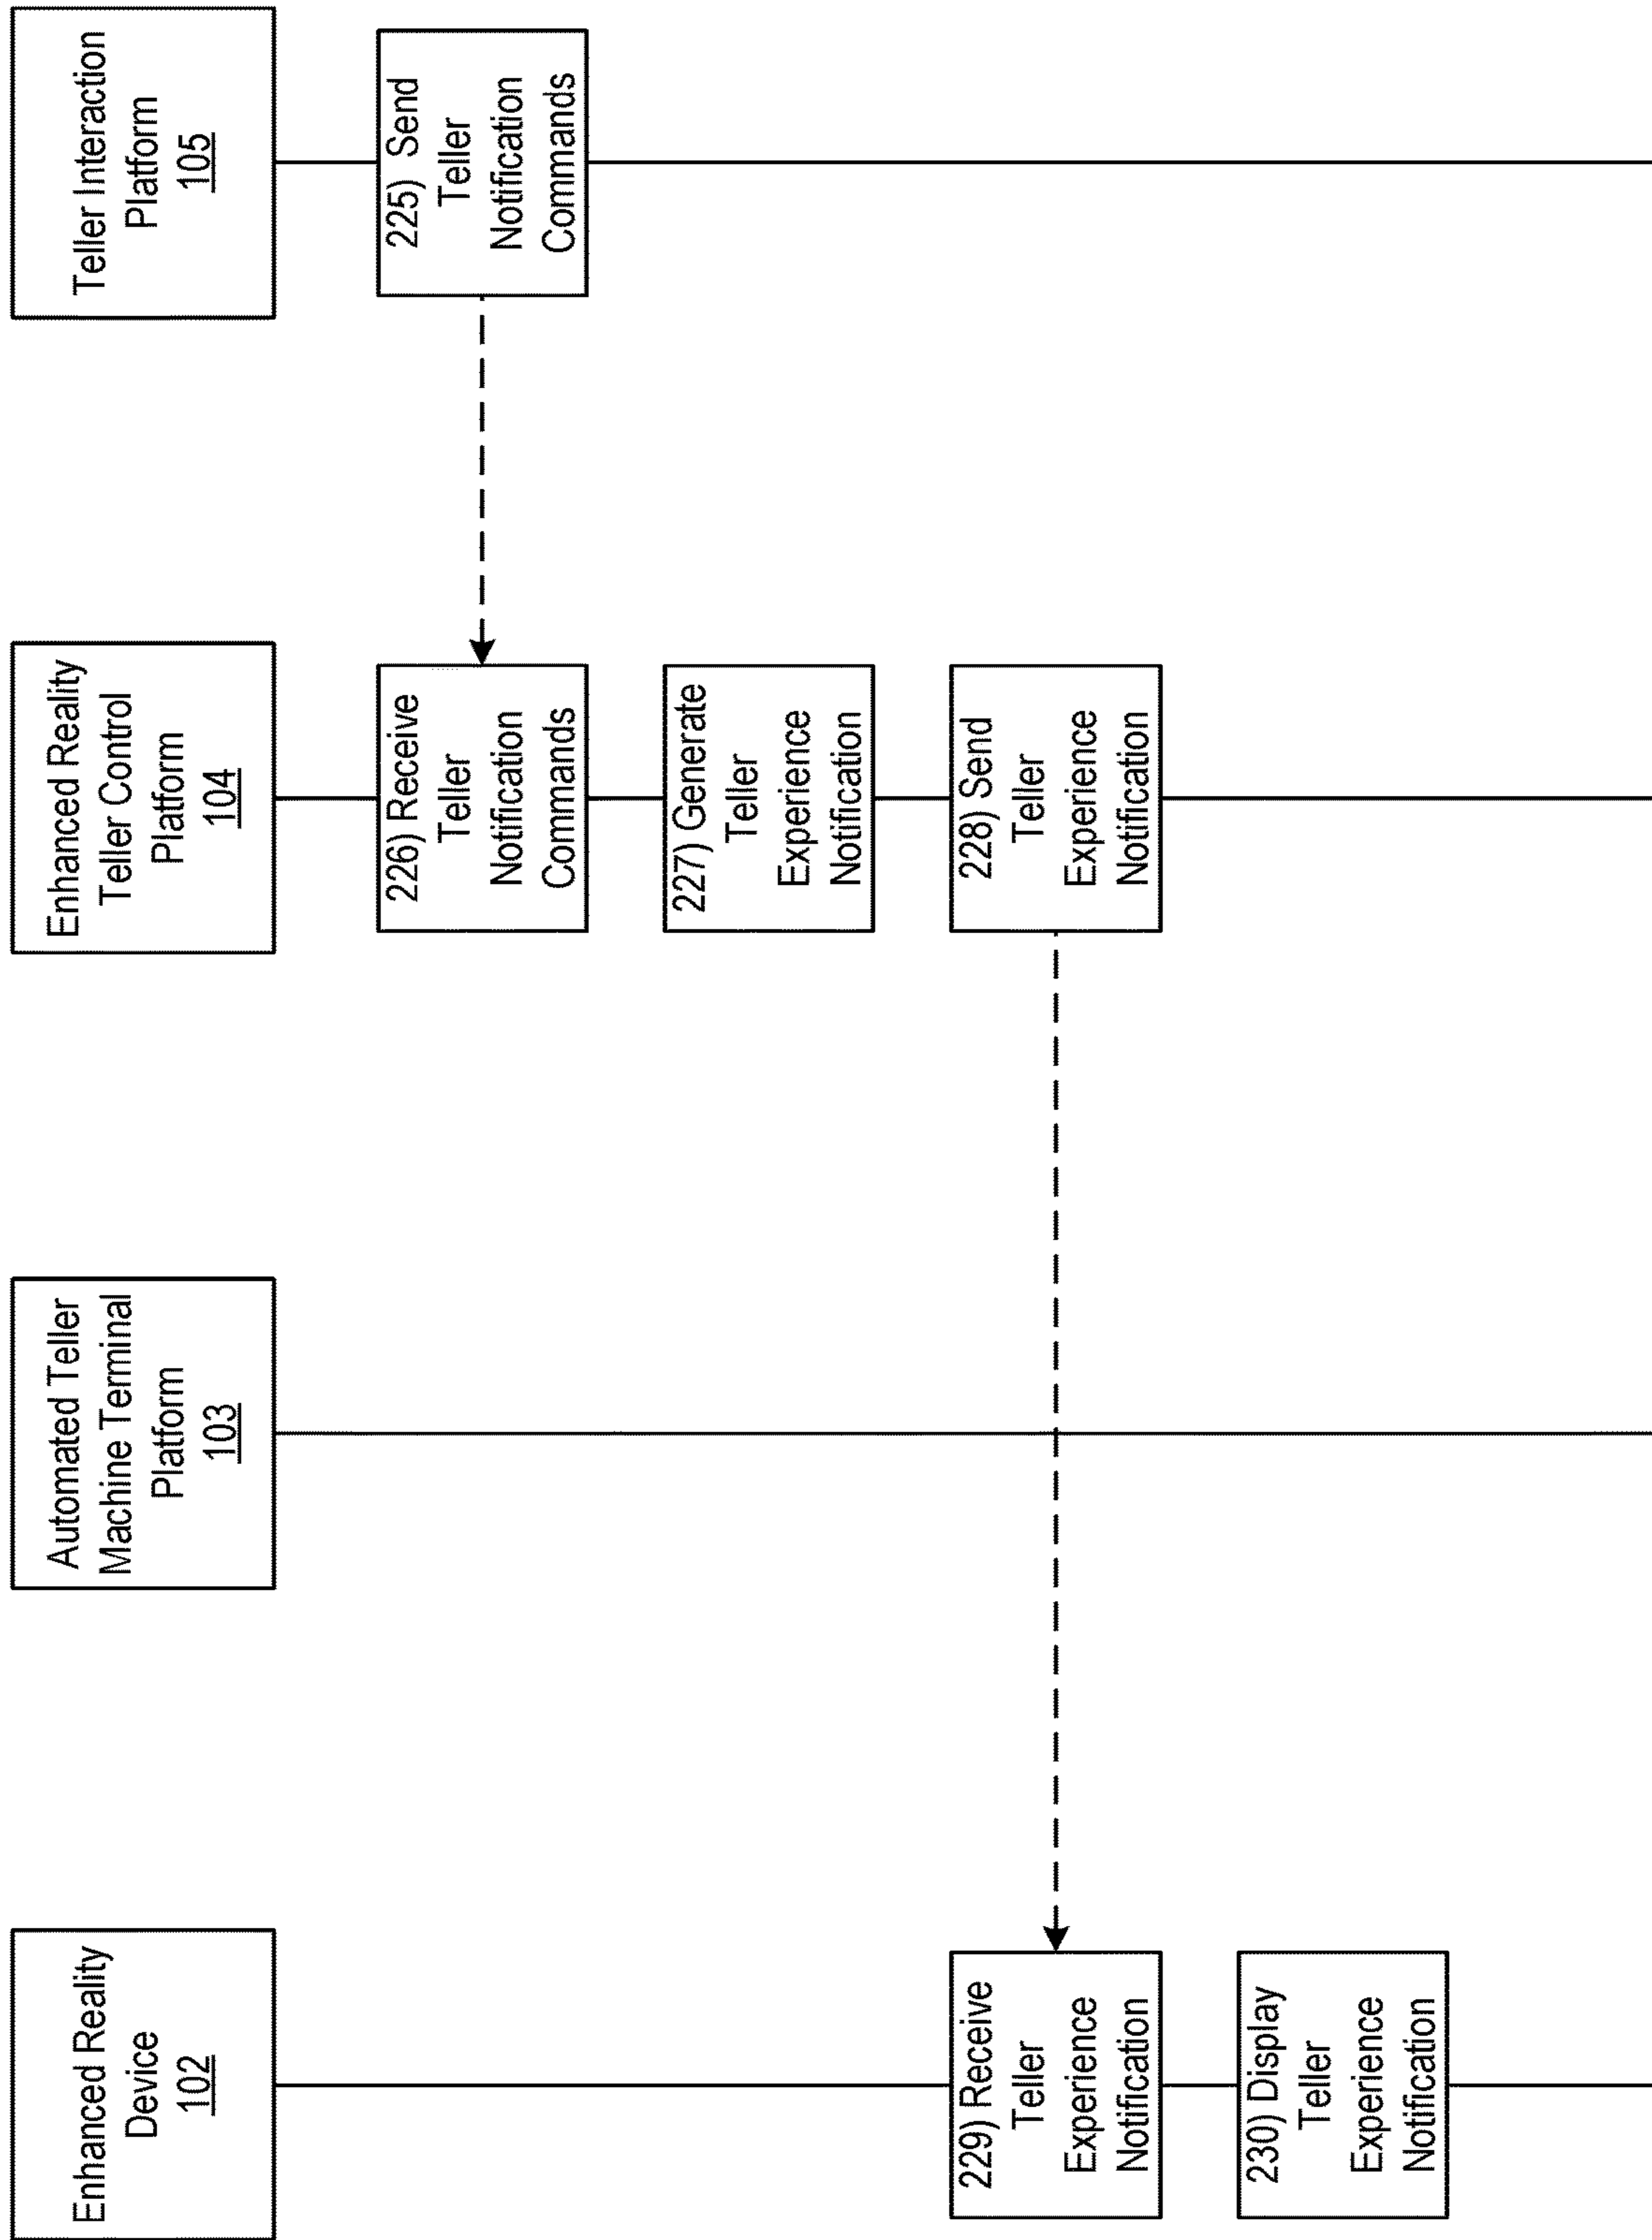 Enhanced Reality
Device
102
Automated Teller
Machine Terminal
Platform
103
Enhanced Reality
Teller Control
Platform
104
Teller Interaction
Platform
105
225) Send
Teller
Notification
Commands
226) Receive
Teller
Notification
Commands
227) Generate
Teller
Experience
Notification
228) Send
Teller
Experience
Notification
229) Receive
Teller
Experience
Notification
230) Display
Teller
Experience
Notification